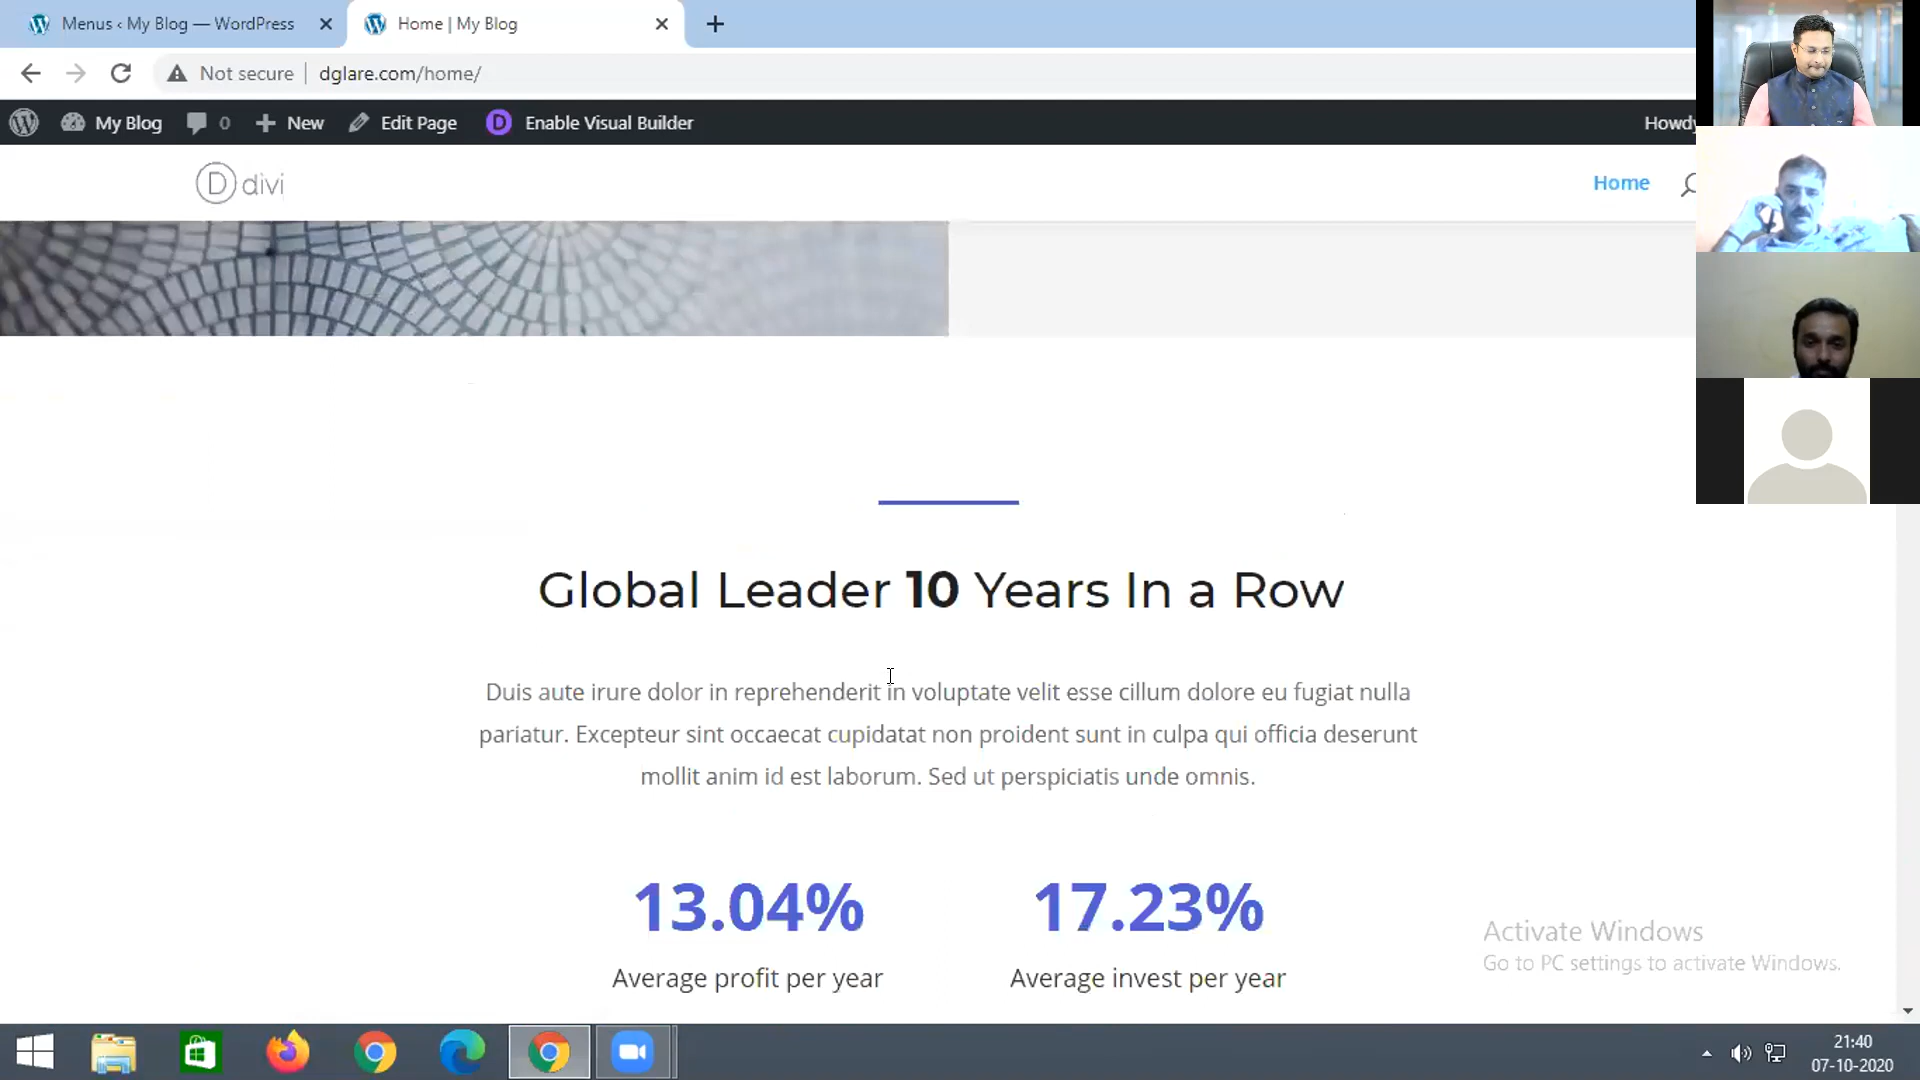 Menus ‹ My Blog — WordPress
Home | My Blog
Not secure
dglare.com/home/
My Blog
0
New
Edit Page
D
Enable Visual Builder
Howdy
D divi
Home
Global Leader 10 Years In a Row
Duis aute irure dolor in reprehenderit in voluptate velit esse cillum dolore eu fugiat nulla
pariatur. Excepteur sint occaecat cupidatat non proident sunt in culpa qui officia deserunt
mollit anim id est laborum. Sed ut perspiciatis unde omnis.
13.04%
17.23%
Average profit per year
Average invest per year
Activate Windows
Go to PC settings to activate Windows.
21:40
07-10-2020